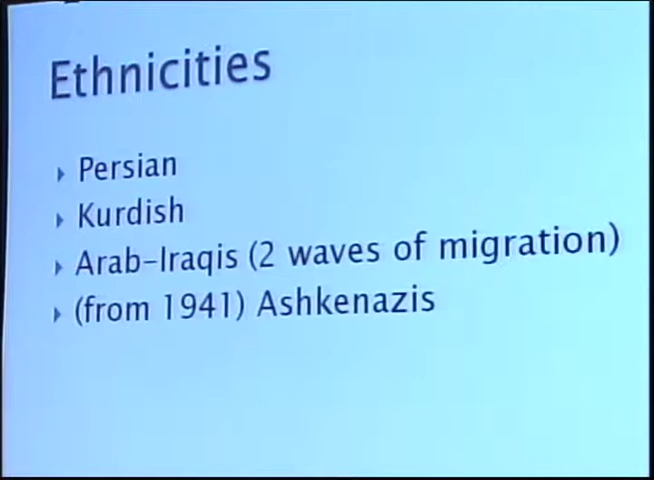 Ethnicities
Persian
Kurdish
Arab-Iraqis (2 waves of migration)
(from 1941) Ashkenazis